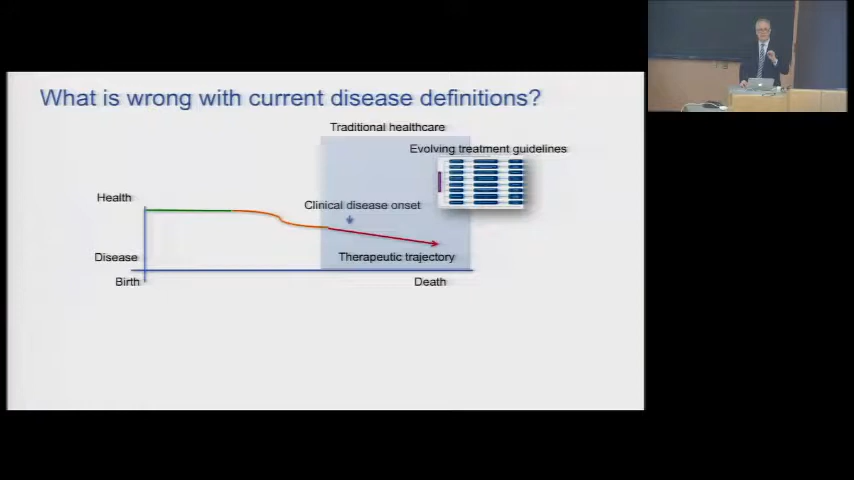 What is wrong with current disease definitions?
Traditional healthcare
Evolving treatment guidelines
Health
Clinical disease onset
Disease
Therapeutic trajectory
Birth
Death